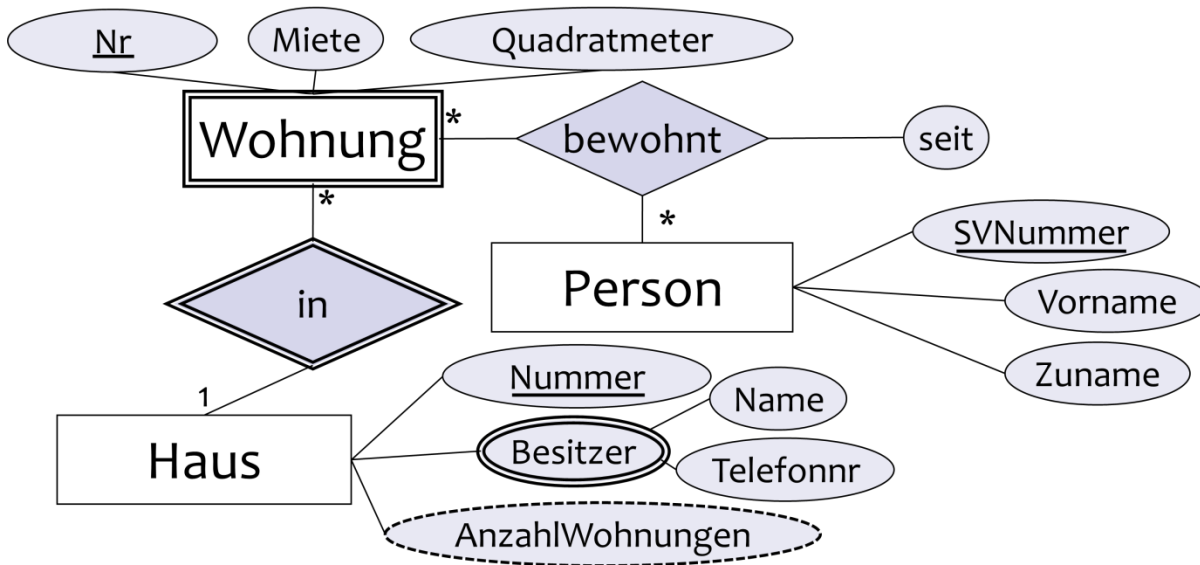 Nr
Miete
Quadratmeter
Wohnung
*
bewohnt
seit
*
*
SVNummer
Person
Vorname
in
Zuname
Nummer
Name
1
Haus
Besitzer
Telefonnr
AnzahlWohnungen